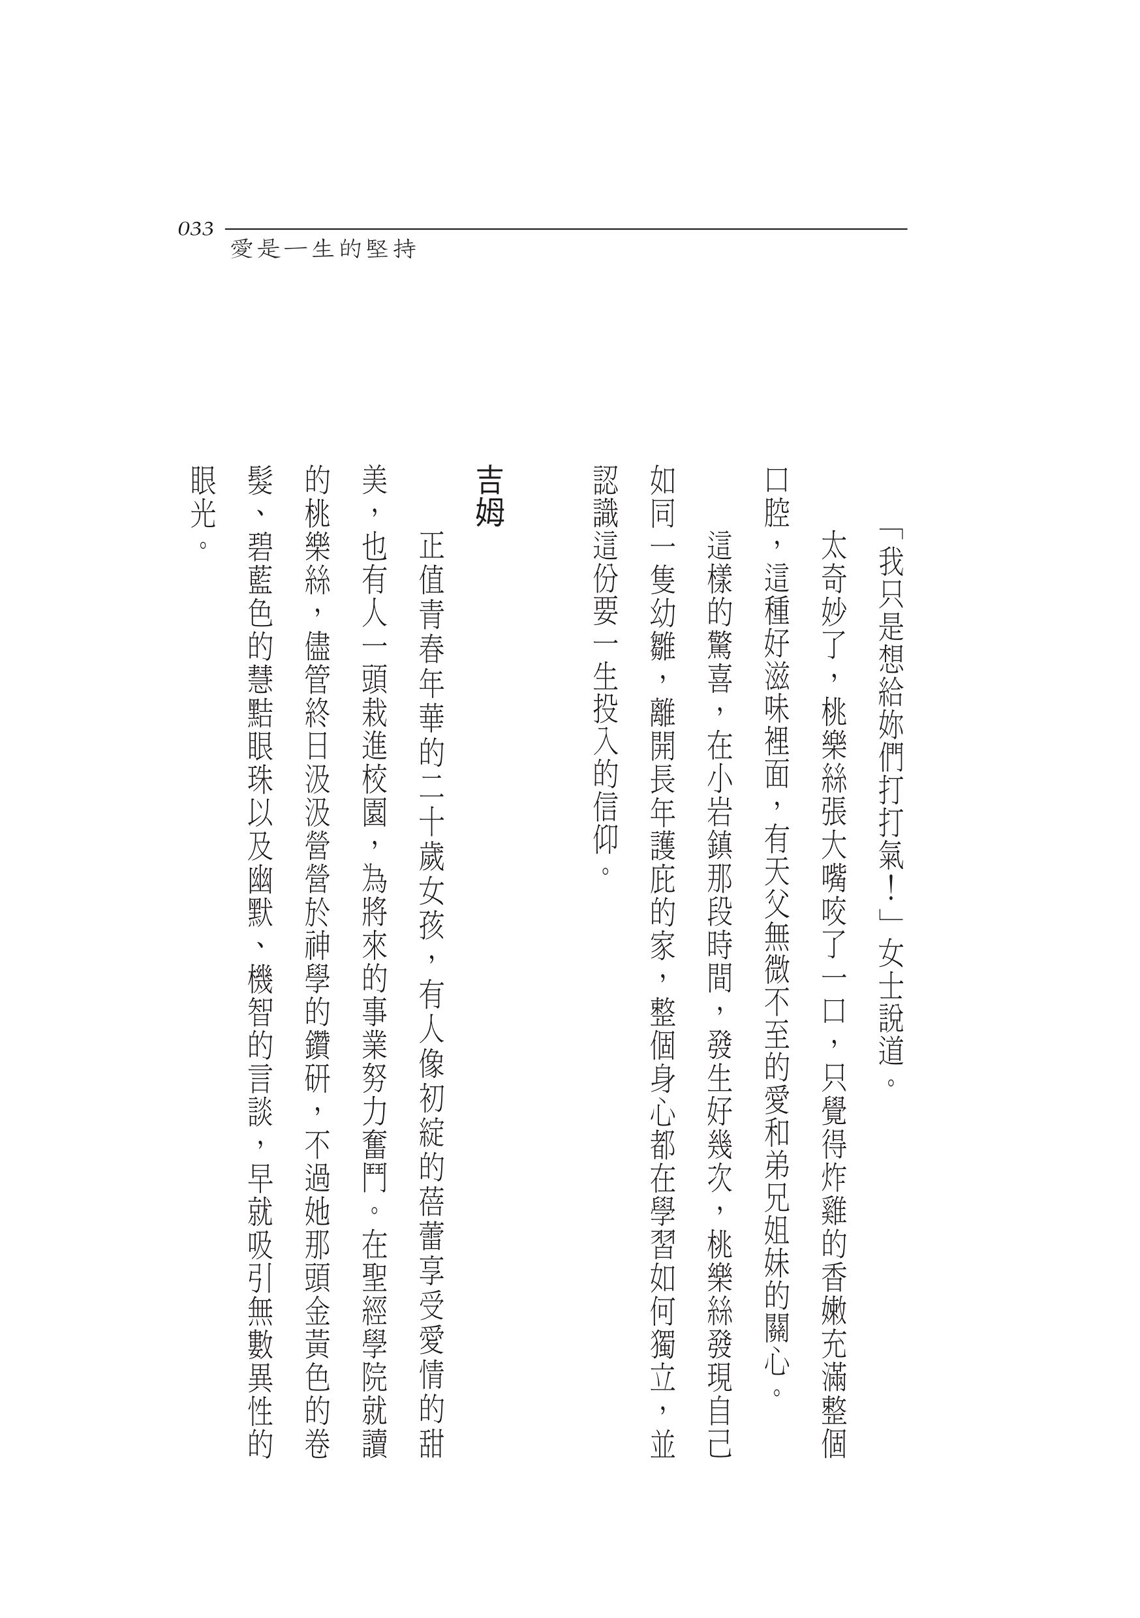 033
愛是一生的堅持
「我只是想給妳們打打氣！」女士說道。
太奇妙了，桃樂絲張大嘴咬了一口，只覺得炸雞的香嫩充滿整個
口腔，這種好滋味裡面，有天父無微不至的愛和弟兄姐妹的關心。
這樣的驚喜，在小岩鎮那段時間，發生好幾次，桃樂絲發現自己
如同一隻幼雛，離開長年護庇的家，整個身心都在學習如何獨立，並
認識這份要一生投入的信仰。
吉姆
正值青春年華的二十歲女孩，有人像初綻的蓓蕾享受愛情的甜
美，也有人一頭栽進校園，為將來的事業努力奮鬥。在聖經學院就讀
的桃樂絲，儘管終日汲汲營營於神學的鑽研，不過她那頭金黃色的卷
髮、碧藍色的慧黠眼珠以及幽默、機智的言談，早就吸引無數異性的
眼光。